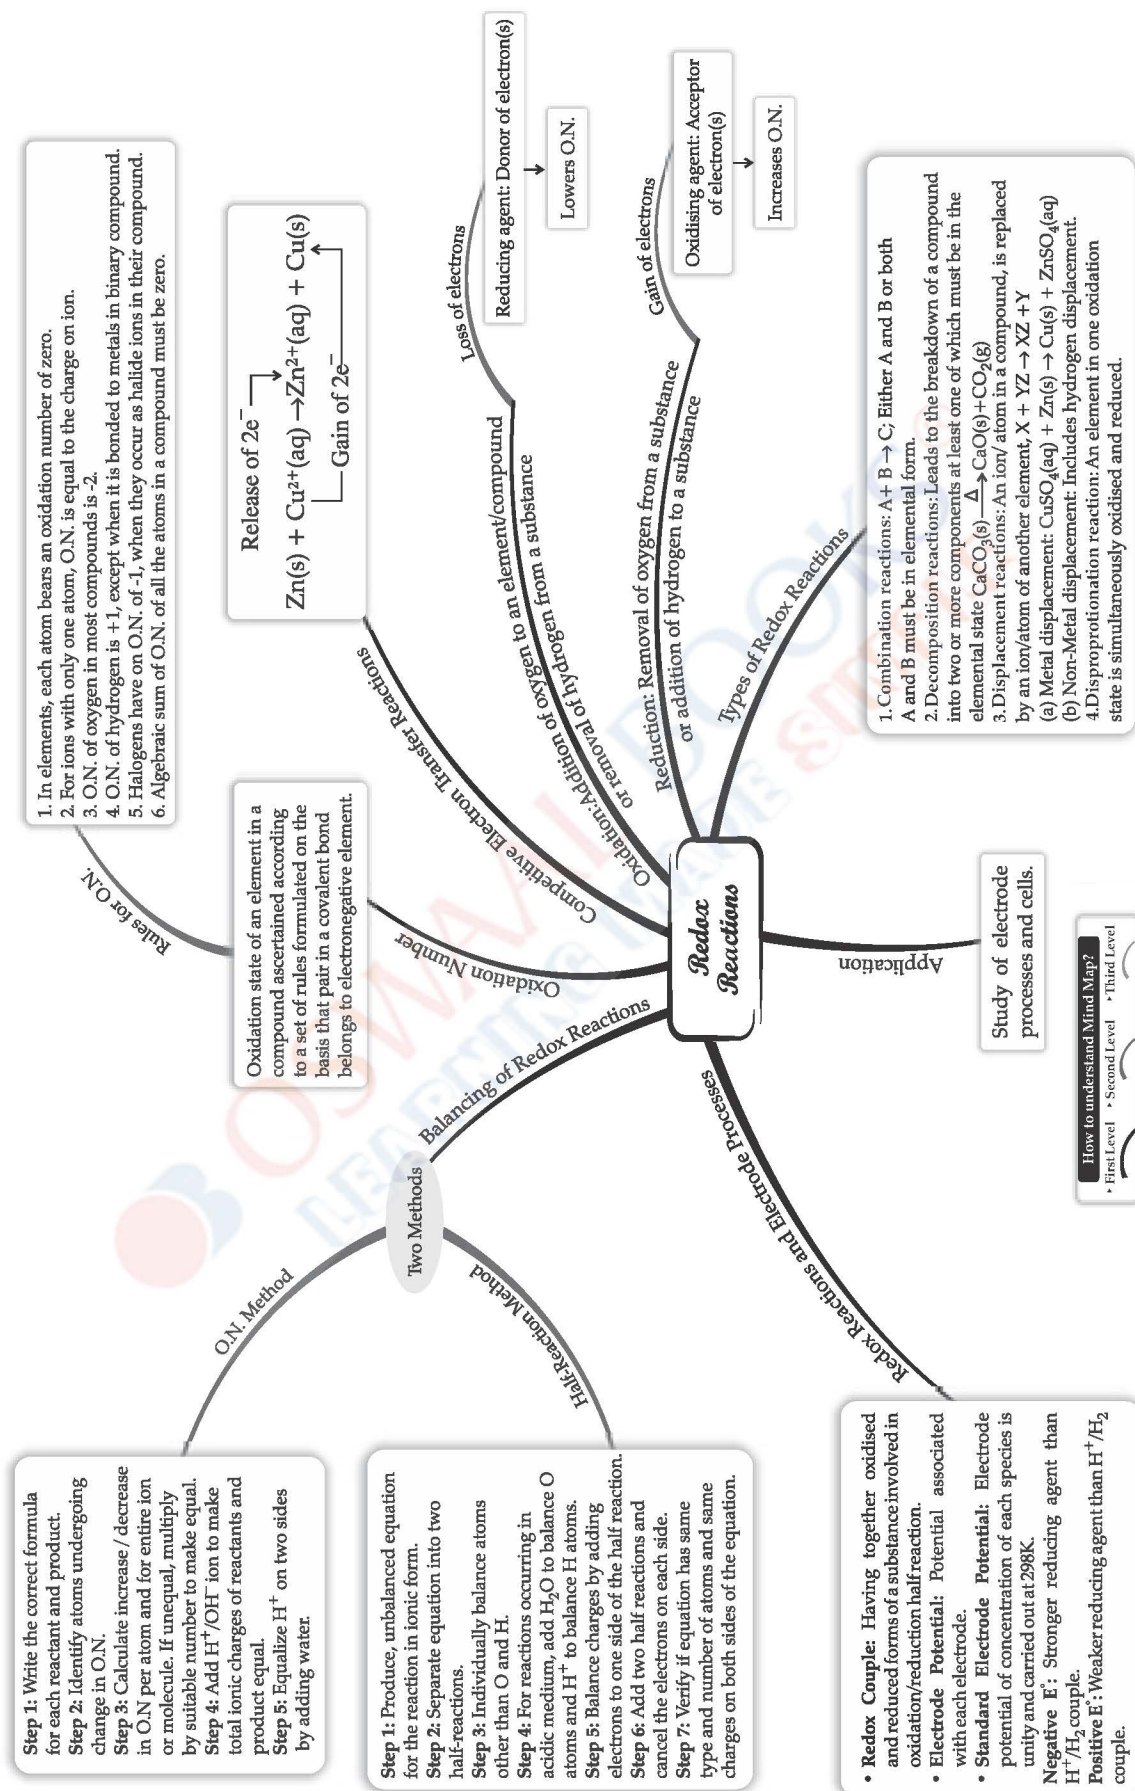 Redox
Reactions
Balancing of Redox Reactions
Two Methods
O.N. Method
Step 1: Write the correct formula
for each reactant and product.
Step 2: Identify atoms undergoing
change in O.N.
Step 3: Calculate increase / decrease
in O.N per atom and for entire ion
or molecule. If unequal, multiply
by suitable number to make equal.
Step 4: Add H⁺/OH⁻ ion to make
total ionic charges of reactants and
product equal.
Step 5: Equalize H⁺ on two sides
by adding water.
Half-Reaction Method
Step 1: Produce, unbalanced equation
for the reaction in ionic form.
Step 2: Separate equation into two
half-reactions.
Step 3: Individually balance atoms
other than O and H.
Step 4: For reactions occurring in
acidic medium, add H₂O to balance O
atoms and H⁺ to balance H atoms.
Step 5: Balance charges by adding
electrons to one side of the half reaction.
Step 6: Add two half reactions and
cancel the electrons on each side.
Step 7: Verify if equation has same
type and number of atoms and same
charges on both sides of the equation.
Oxidation Number
Oxidation state of an element in a
compound ascertained according
to a set of rules formulated on the
basis that pair in a covalent bond
belongs to electronegative element.
Rules for O.N.
1. In elements, each atom bears an oxidation number of zero.
2. For ions with only one atom, O.N. is equal to the charge on ion.
3. O.N. of oxygen in most compounds is -2.
4. O.N. of hydrogen is +1, except when it is bonded to metals in binary compound.
5. Halogens have on O.N. of -1, when they occur as halide ions in their compound.
6. Algebraic sum of O.N. of all the atoms in a compound must be zero.
Competitive Electron Transfer Reactions
Release of 2e⁻
Zn(s) + Cu²⁺(aq) → Zn²⁺(aq) + Cu(s)
Gain of 2e⁻
Oxidation: Addition of oxygen to an element/compound
or removal of hydrogen from a substance
Loss of electrons
Reducing agent: Donor of electron(s)
Lowers O.N.
Reduction: Removal of oxygen from a substance
or addition of hydrogen to a substance
Gain of electrons
Oxidising agent: Acceptor
of electron(s)
Increases O.N.
Types of Redox Reactions
1. Combination reactions: A+ B → C; Either A and B or both
A and B must be in elemental form.
2. Decomposition reactions: Leads to the breakdown of a compound
into two or more components at least one of which must be in the
elemental state CaCO₃(s) —Δ→ CaO(s)+CO₂(g)
3. Displacement reactions: An ion/ atom in a compound, is replaced
by an ion/atom of another element, X + YZ → XZ +Y
(a) Metal displacement: CuSO₄(aq) + Zn(s) → Cu(s) + ZnSO₄(aq)
(b) Non-Metal displacement: Includes hydrogen displacement.
4. Disprotionation reaction: An element in one oxidation
state is simultaneously oxidised and reduced.
Application
Study of electrode
processes and cells.
Redox Reactions and Electrode Processes
• Redox Couple: Having together oxidised
and reduced forms of a substance involved in
oxidation/reduction half reaction.
• Electrode Potential: Potential associated
with each electrode.
• Standard Electrode Potential: Electrode
potential of concentration of each species is
unity and carried out at 298K.
Negative E°: Stronger reducing agent than
H⁺/H₂ couple.
Positive E°: Weaker reducing agent than H⁺/H₂
couple.
How to understand Mind Map?
First Level
Second Level
Third Level
OSWAAL BOOKS®
LEARNING MADE SIMPLE